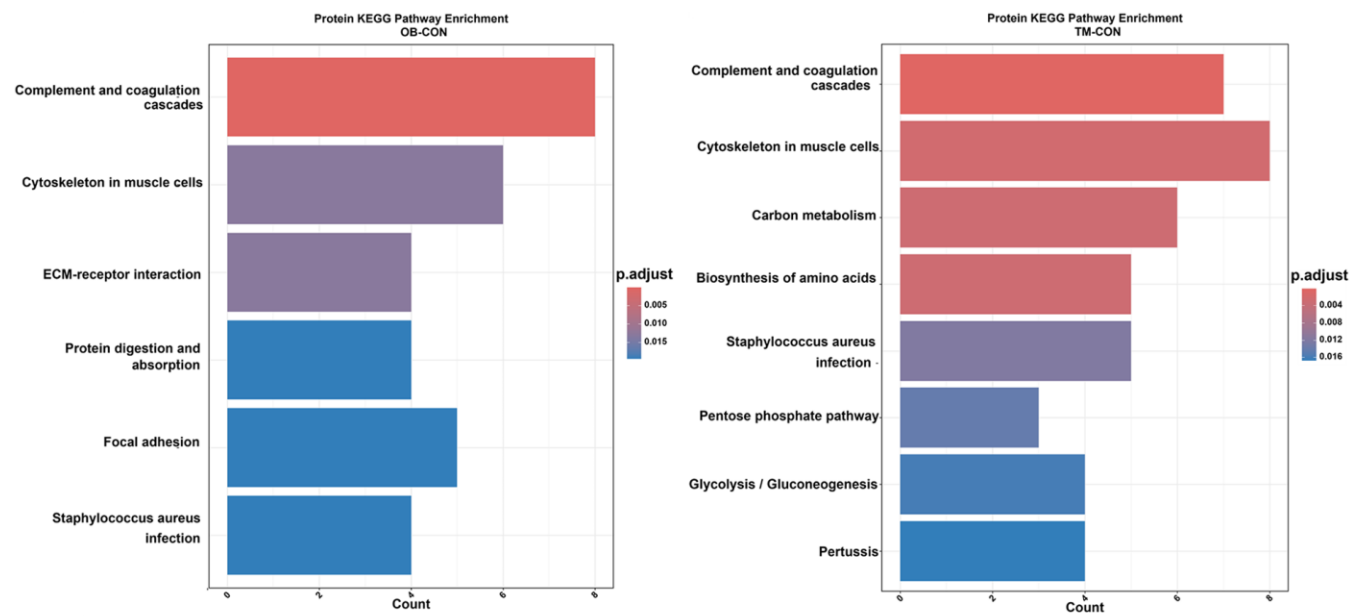 Protein KEGG Pathway Enrichment
OB-CON
Complement and coagulation
cascades
Cytoskeleton in muscle cells
ECM-receptor interaction
Protein digestion and
absorption
Focal adhesion
Staphylococcus aureus
infection
0 2 4 6 8
Count
p.adjust
0.005
0.010
0.015
Protein KEGG Pathway Enrichment
TM-CON
Complement and coagulation
cascades
Cytoskeleton in muscle cells
Carbon metabolism
Biosynthesis of amino acids
Staphylococcus aureus
infection
Pentose phosphate pathway
Glycolysis / Gluconeogenesis
Pertussis
0 2 4 6 8
Count
p.adjust
0.004
0.008
0.012
0.016